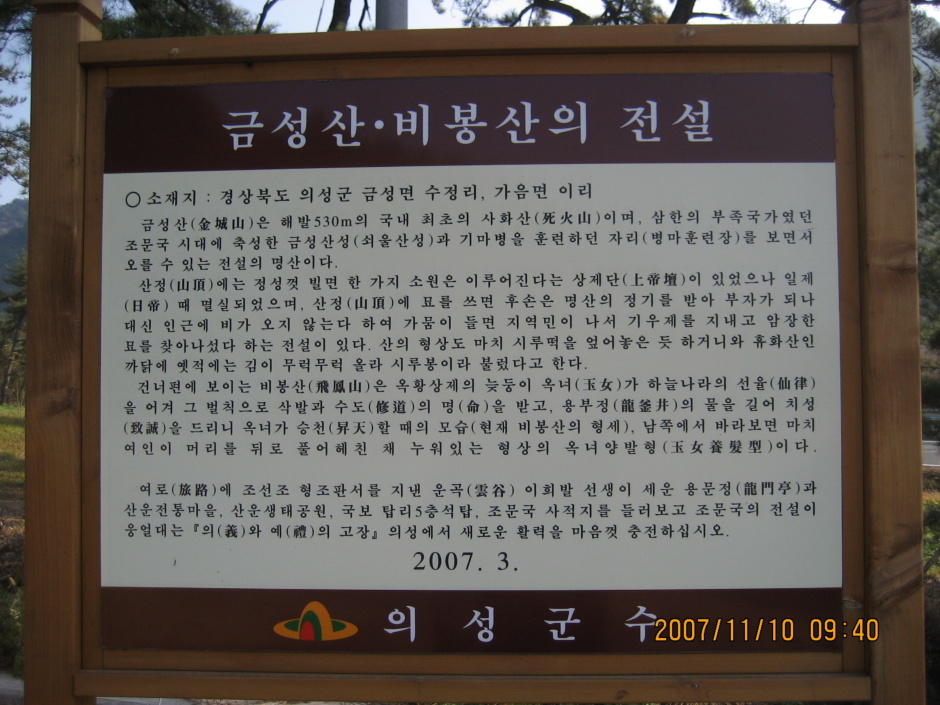 금성산·비봉산의 전설
○ 소재지 : 경상북도 의성군 금성면 수정리, 가음면 이리
금성산(金城山)은 해발530m의 국내 최초의 사화산(死火山)이며, 삼한의 부족국가였던
조문국 시대에 축성한 금성산성(쇠울산성)과 기마병을 훈련하던 자리(병마훈련장)를 보면서
오를 수 있는 전설의 명산이다.
산정(山頂)에는 정성껏 빌면 한 가지 소원은 이루어진다는 상제단(上帝壇)이 있었으나 일제
(日帝) 때 멸실되었으며, 산정(山頂)에 묘를 쓰면 후손은 명산의 정기를 받아 부자가 되나
대신 인근에 비가 오지 않는다 하여 가뭄이 들면 지역민이 나서 기우제를 지내고 암장한
묘를 찾아나섰다 하는 전설이 있다. 산의 형상도 마치 시루떡을 엎어놓은 듯 하거니와 휴화산인
까닭에 옛적에는 김이 무럭무럭 올라 시루봉이라 불렀다고 한다.
건너편에 보이는 비봉산(飛鳳山)은 옥황상제의 늦둥이 옥녀(玉女)가 하늘나라의 선율(仙律)
을 어겨 그 벌칙으로 삭발과 수도(修道)의 명(命)을 받고, 용부정(龍釜井)의 물을 길어 치성
(致誠)을 드리니 옥녀가 승천(昇天)할 때의 모습(현재 비봉산의 형세), 남쪽에서 바라보면 마치
여인이 머리를 뒤로 풀어헤친 채 누워있는 형상의 옥녀양발형(玉女養髮型)이다.
여로(旅路)에 조선조 형조판서를 지낸 운곡(雲谷) 이희발 선생이 세운 용문정(龍門亭)과
산운전통마을, 산운생태공원, 국보 탑리5층석탑, 조문국 사적지를 들러보고 조문국의 전설이
웅얼대는 『의(義)와 예(禮)의 고장』 의성에서 새로운 활력을 마음껏 충전하십시오.
2007. 3.
의성군수
2007/11/10 09:40